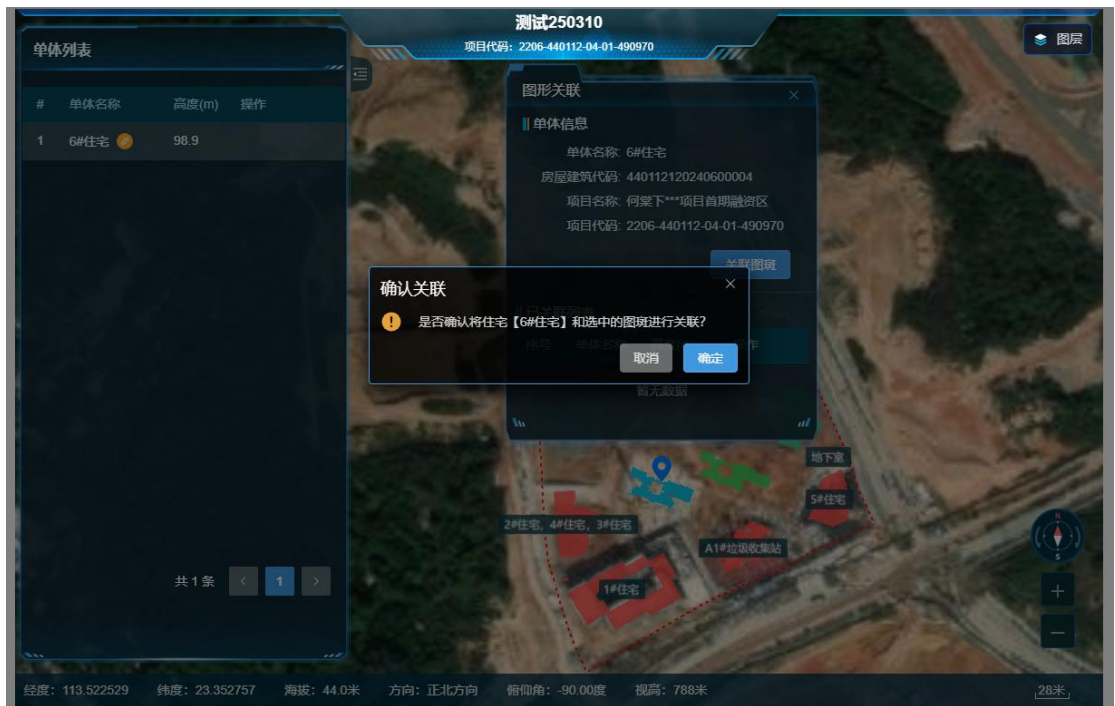 测试250310
项目代码: 2206-440112-04-01-490970
图层
单体列表
# 单体名称 高度(m) 操作
1 6#住宅 98.9
共1条 < 1 >
图形关联
单体信息
单体名称: 6#住宅
房屋建筑代码: 440112120240600004
项目名称: 何棠下***项目首期融资区
项目代码: 2206-440112-04-01-490970
关联图斑
确认关联
是否确认将住宅【6#住宅】和选中的图斑进行关联?
序号 单体名 作
取消 确定
暂无数据
地下室
5#住宅
2#住宅, 4#住宅, 3#住宅
A1#垃圾收集站
1#住宅
N
S
+
−
经度: 113.522529 纬度: 23.352757 海拔: 44.0米 方向: 正北方向 俯仰角: -90.00度 视高: 788米 28米